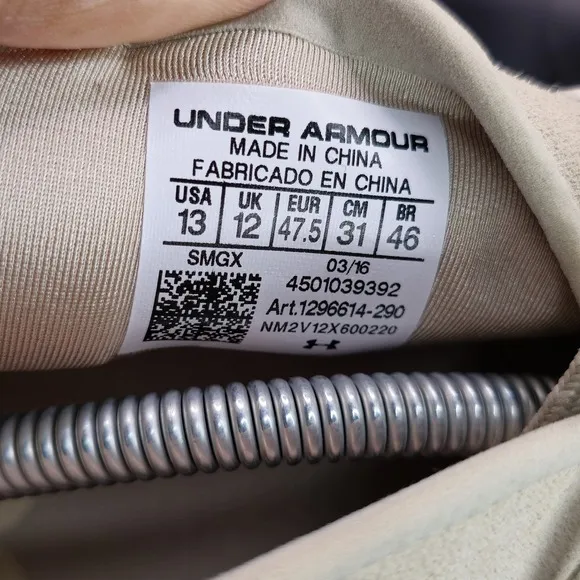 UNDER ARMOUR
MADE IN CHINA
FABRICADO EN CHINA
USA UK EUR CM BR
13 12 47.5 31 46
SMGX 03/16
4501039392
Art.1296614-290
NM2V12X600220